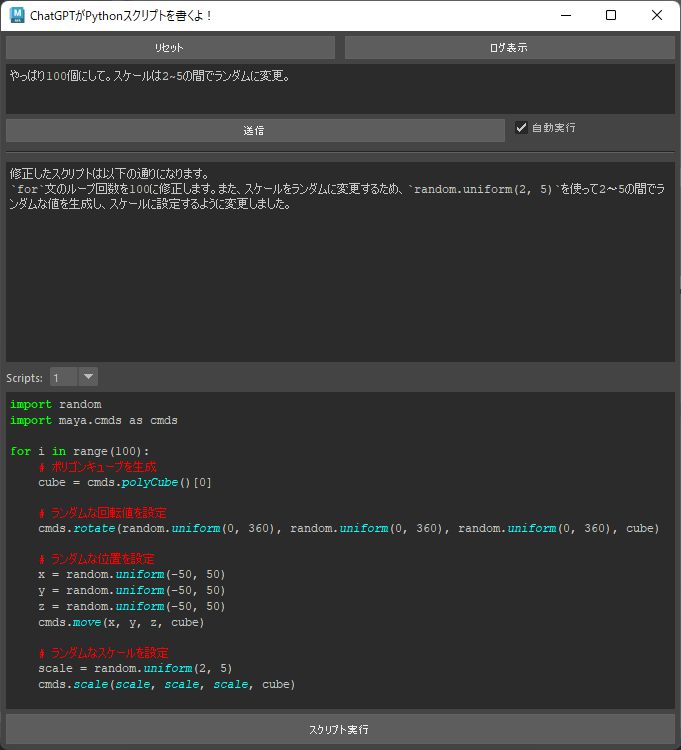 ChatGPTがPythonスクリプトを書くよ！
リセット ログ表示
やっぱり100個にして。スケールは2~5の間でランダムに変更。
送信 自動実行
修正したスクリプトは以下の通りになります。
`for`文のループ回数を100に修正します。また、スケールをランダムに変更するため、`random.uniform(2, 5)`を使って2〜5の間でラ
ンダムな値を生成し、スケールに設定するように変更しました。
Scripts: 1
import random
import maya.cmds as cmds
for i in range(100):
# ポリゴンキューブを生成
cube = cmds.polyCube()[0]
# ランダムな回転値を設定
cmds.rotate(random.uniform(0, 360), random.uniform(0, 360), random.uniform(0, 360), cube)
# ランダムな位置を設定
x = random.uniform(-50, 50)
y = random.uniform(-50, 50)
z = random.uniform(-50, 50)
cmds.move(x, y, z, cube)
# ランダムなスケールを設定
scale = random.uniform(2, 5)
cmds.scale(scale, scale, scale, cube)
スクリプト実行